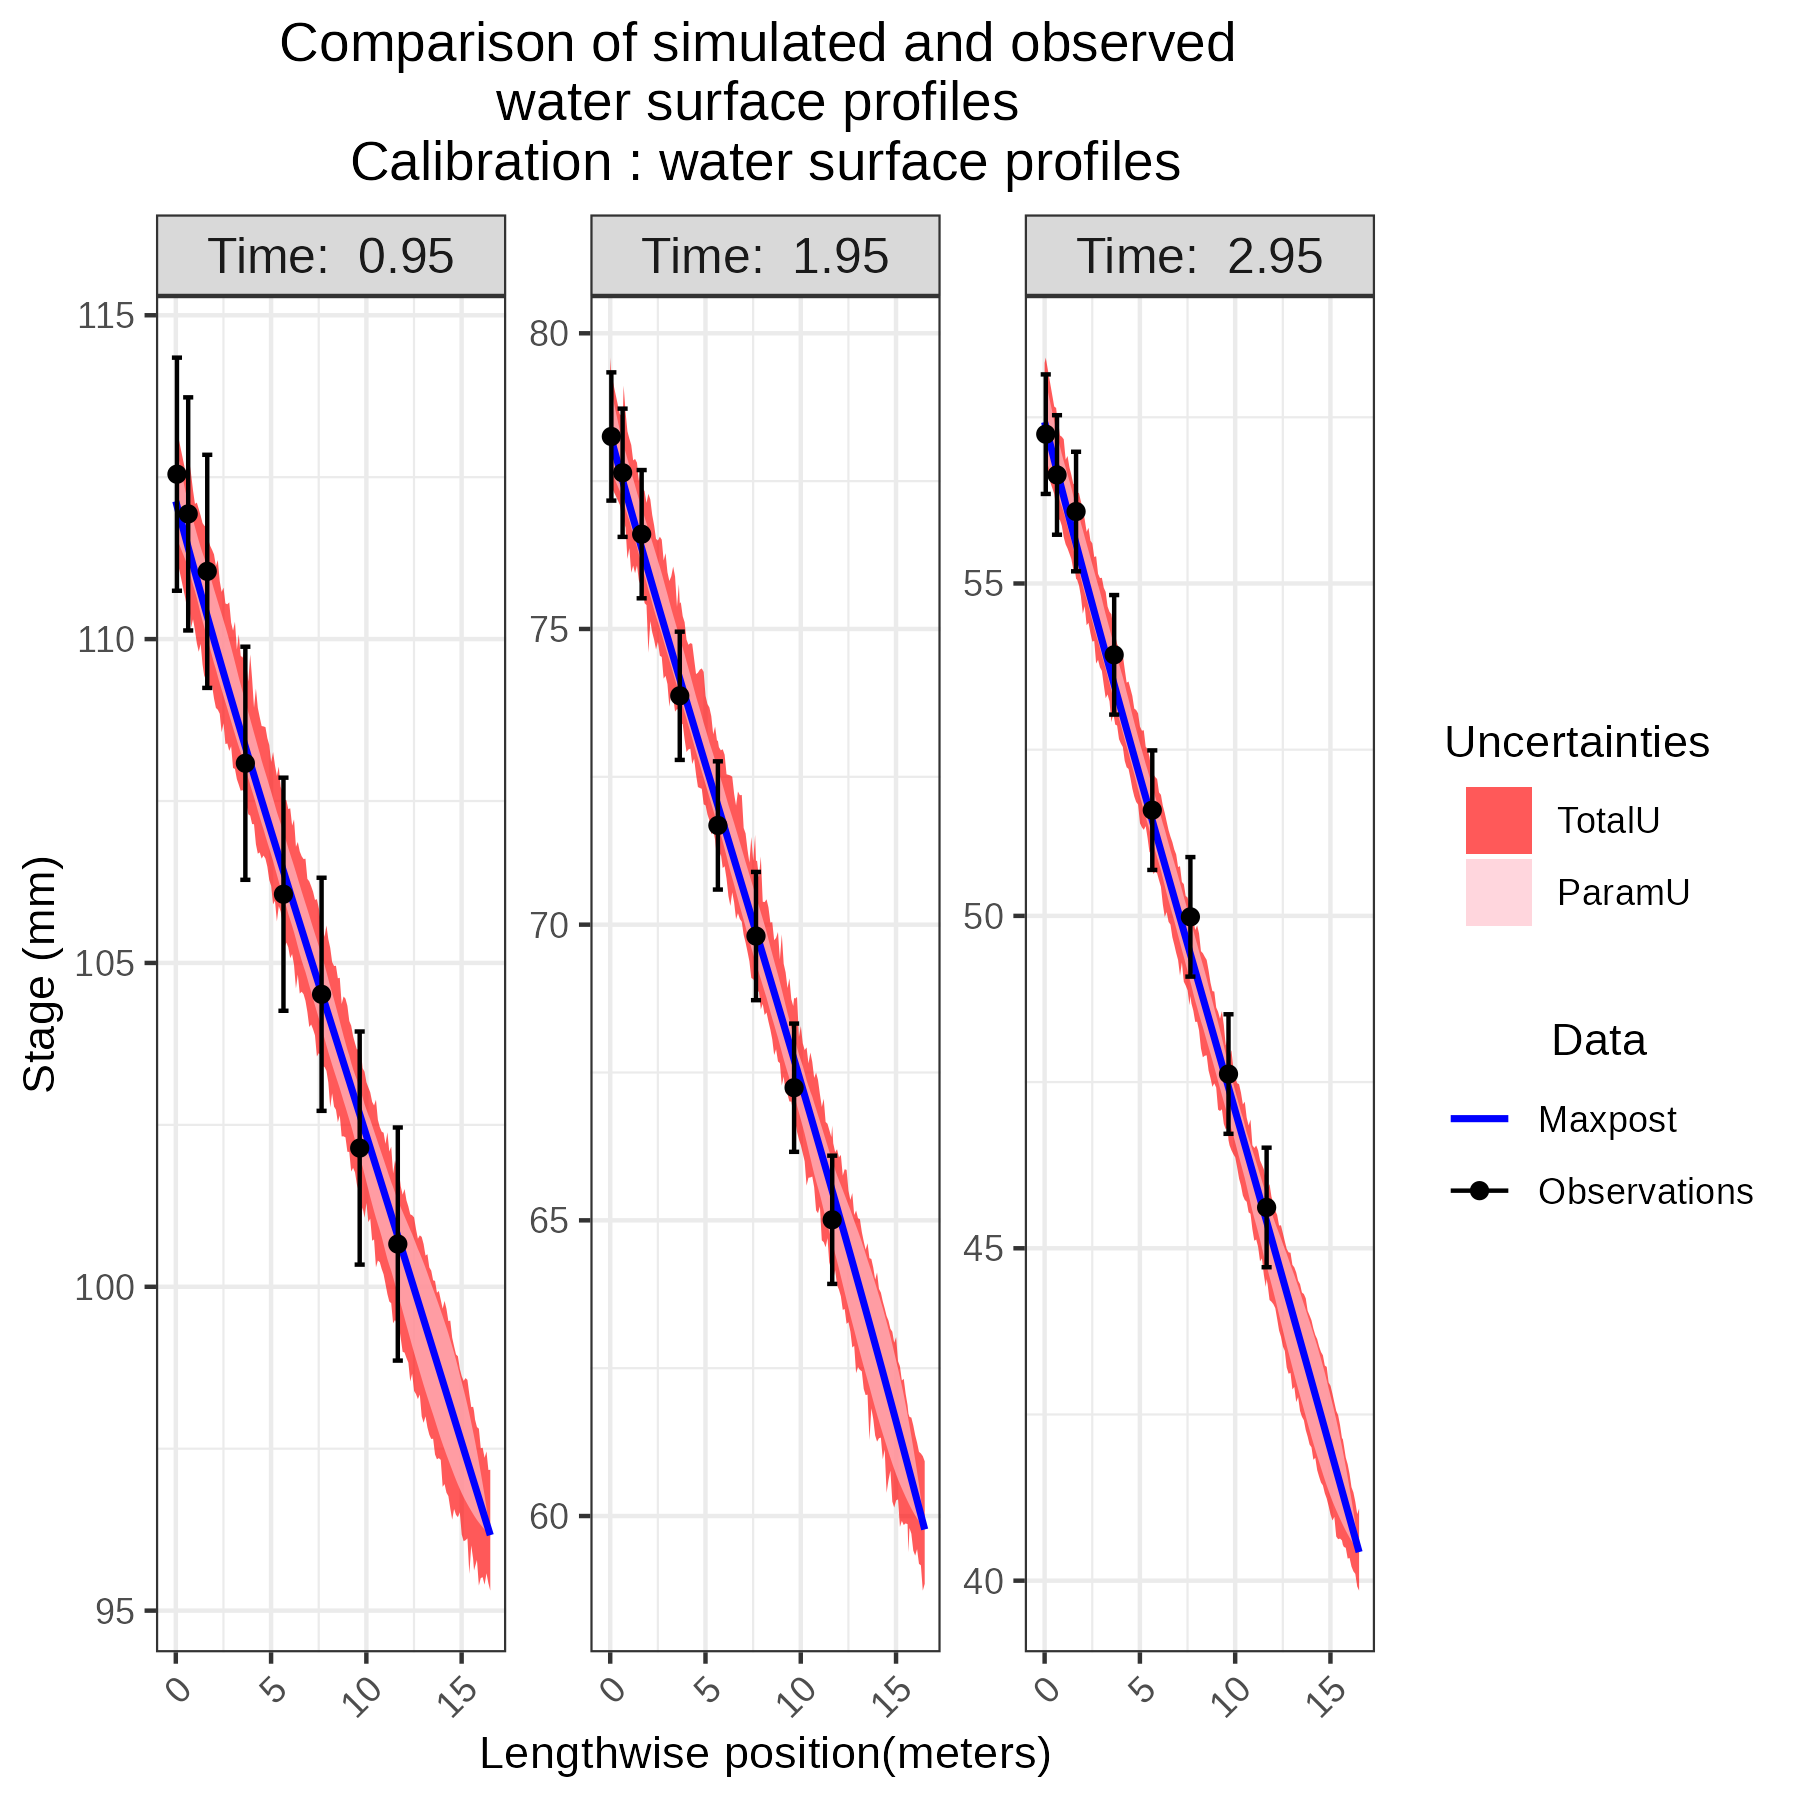 Comparison of simulated and observed
water surface profiles
Calibration : water surface profiles
Time:  0.95
Time:  1.95
Time:  2.95
Stage (mm)
115
110
105
100
95
80
75
70
65
60
55
50
45
40
0 5 10 15
0 5 10 15
0 5 10 15
Lengthwise position(meters)
Uncertainties
TotalU
ParamU
Data
Maxpost
Observations